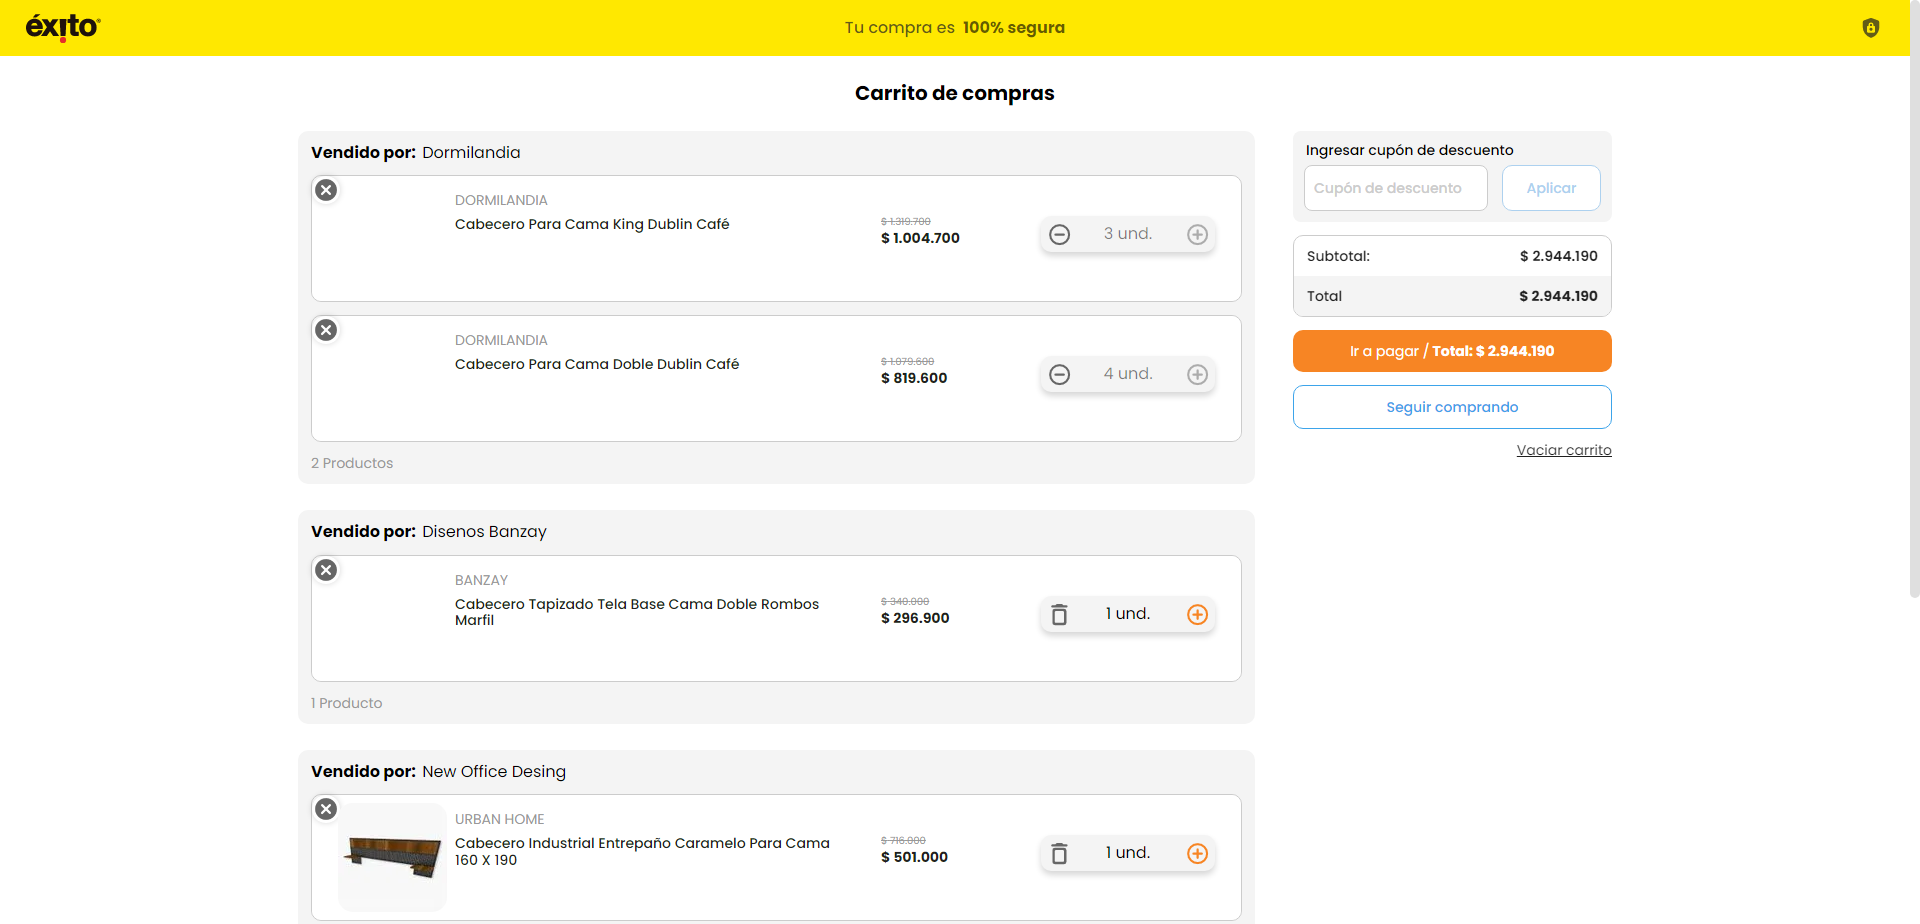 éxito
Tu compra es 100% segura
Carrito de compras
Vendido por: Dormilandia
DORMILANDIA
Cabecero Para Cama King Dublin Café
$ 1.319.700
$ 1.004.700
3 und.
DORMILANDIA
Cabecero Para Cama Doble Dublin Café
$ 1.079.600
$ 819.600
4 und.
2 Productos
Vendido por: Disenos Banzay
BANZAY
Cabecero Tapizado Tela Base Cama Doble Rombos
Marfil
$ 340.000
$ 296.900
1 und.
1 Producto
Vendido por: New Office Desing
URBAN HOME
Cabecero Industrial Entrepaño Caramelo Para Cama
160 X 190
$ 716.000
$ 501.000
1 und.
Ingresar cupón de descuento
Cupón de descuento
Aplicar
Subtotal: $ 2.944.190
Total $ 2.944.190
Ir a pagar / Total: $ 2.944.190
Seguir comprando
Vaciar carrito